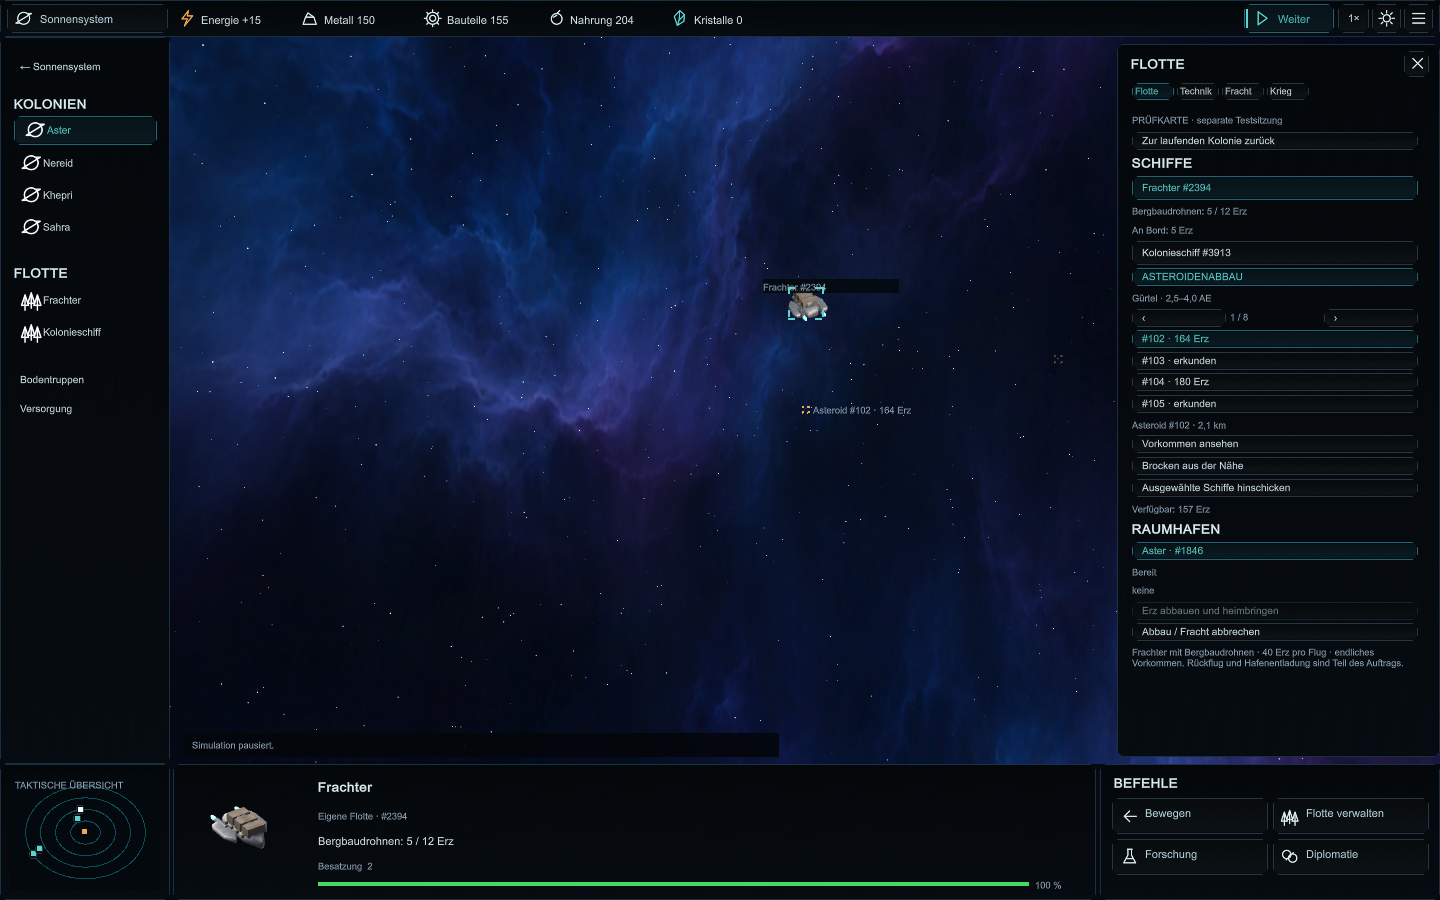 Sonnensystem
Energie +15
Metall 150
Bauteile 155
Nahrung 204
Kristalle 0
Weiter
1×
← Sonnensystem
KOLONIEN
Aster
Nereid
Khepri
Sahra
FLOTTE
Frachter
Kolonieschiff
Bodentruppen
Versorgung
Frachter #2394
Asteroid #102 · 164 Erz
Simulation pausiert.
FLOTTE
Flotte
Technik
Fracht
Krieg
PRÜFKARTE · separate Testsitzung
Zur laufenden Kolonie zurück
SCHIFFE
Frachter #2394
Bergbaudrohnen: 5 / 12 Erz
An Bord: 5 Erz
Kolonieschiff #3913
ASTEROIDENABBAU
Gürtel · 2,5–4,0 AE
‹ 1 / 8 ›
#102 · 164 Erz
#103 · erkunden
#104 · 180 Erz
#105 · erkunden
Asteroid #102 · 2,1 km
Vorkommen ansehen
Brocken aus der Nähe
Ausgewählte Schiffe hinschicken
Verfügbar: 157 Erz
RAUMHAFEN
Aster · #1846
Bereit
keine
Erz abbauen und heimbringen
Abbau / Fracht abbrechen
Frachter mit Bergbaudrohnen · 40 Erz pro Flug · endliches
Vorkommen. Rückflug und Hafenentladung sind Teil des Auftrags.
TAKTISCHE ÜBERSICHT
Frachter
Eigene Flotte · #2394
Bergbaudrohnen: 5 / 12 Erz
Besatzung 2
100 %
BEFEHLE
Bewegen
Flotte verwalten
Forschung
Diplomatie